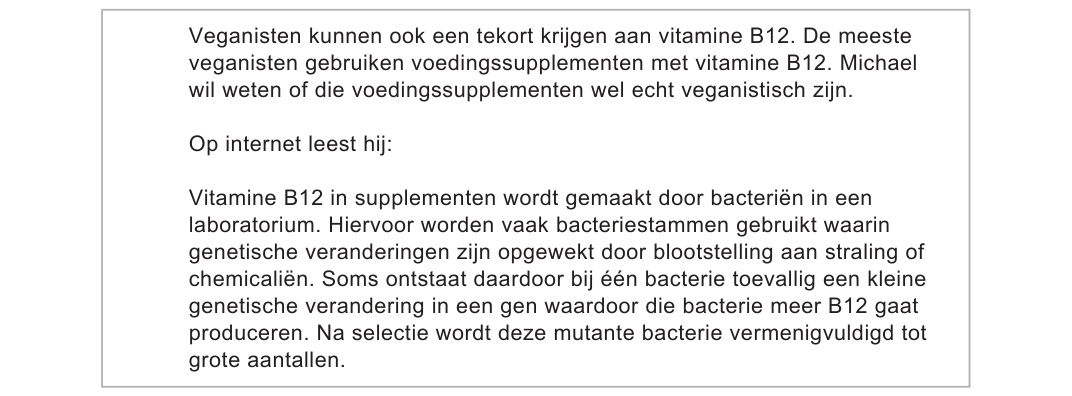 Veganisten kunnen ook een tekort krijgen aan vitamine B12. De meeste
veganisten gebruiken voedingssupplementen met vitamine B12. Michael
wil weten of die voedingssupplementen wel echt veganistisch zijn.
Op internet leest hij:
Vitamine B12 in supplementen wordt gemaakt door bacteriën in een
laboratorium. Hiervoor worden vaak bacteriestammen gebruikt waarin
genetische veranderingen zijn opgewekt door blootstelling aan straling of
chemicaliën. Soms ontstaat daardoor bij één bacterie toevallig een kleine
genetische verandering in een gen waardoor die bacterie meer B12 gaat
produceren. Na selectie wordt deze mutante bacterie vermenigvuldigd tot
grote aantallen.